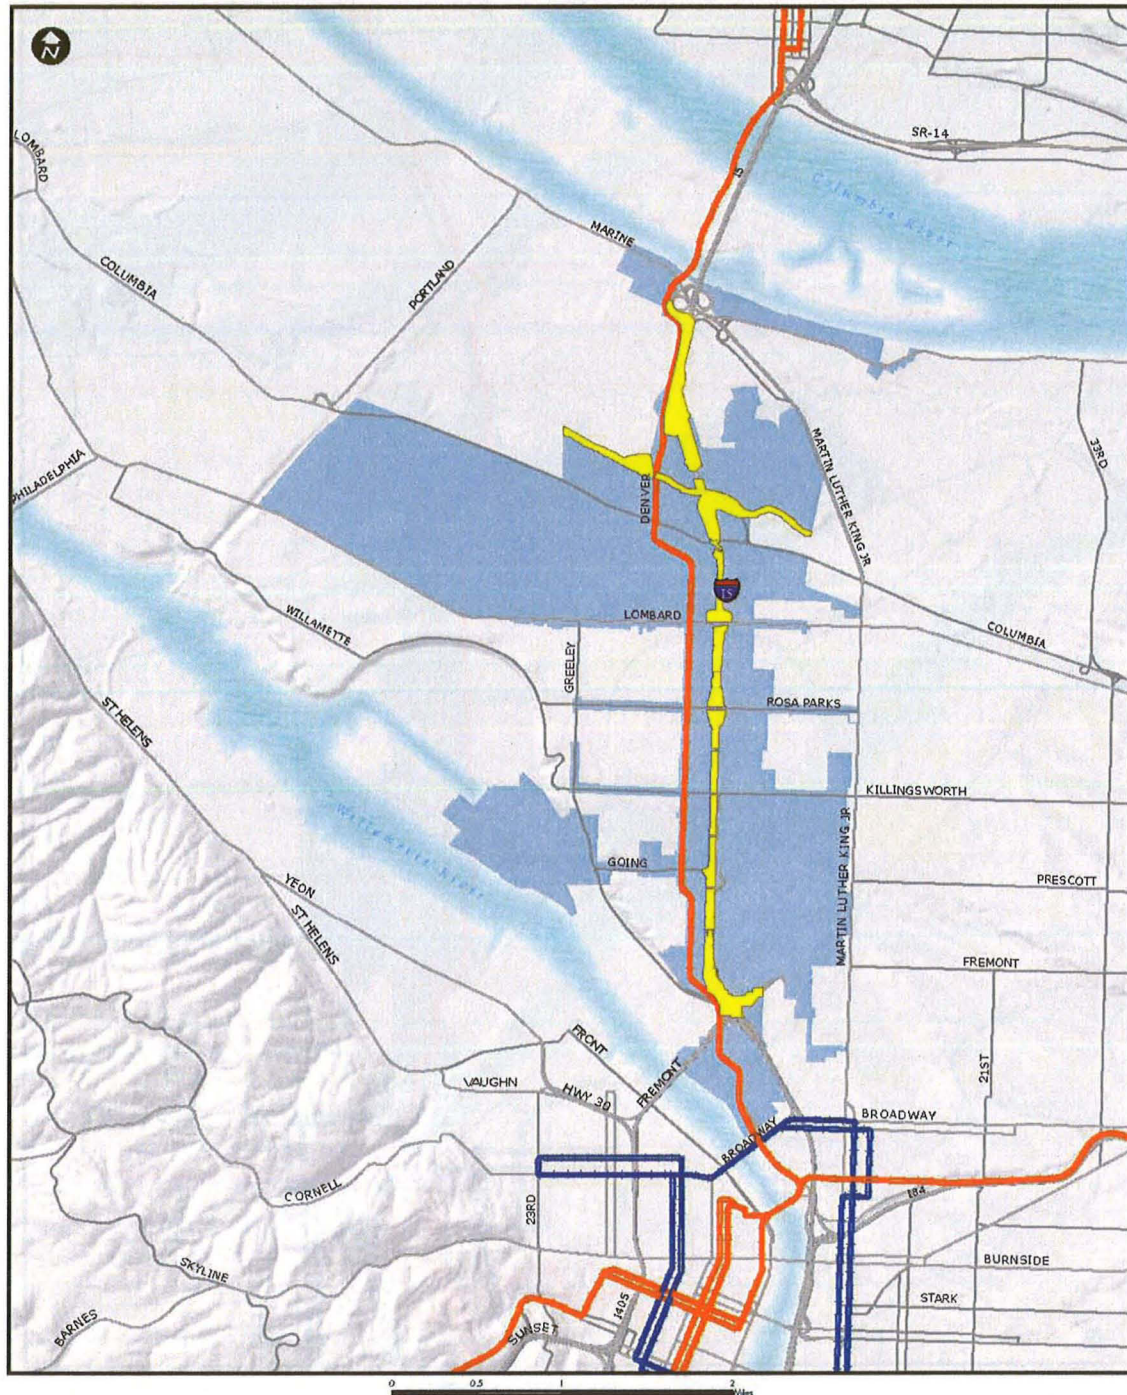 N
LOMBARD
SR-14
Columbia River
I5
MARINE
COLUMBIA
PORTLAND
33RD
MARTIN LUTHER KING JR
PHILADELPHIA
DENVER
I5
LOMBARD
COLUMBIA
WILLAMETTE
GREELEY
ROSA PARKS
ST HELENS
KILLINGSWORTH
Willamette River
MARTIN LUTHER KING JR
GOING
PRESCOTT
YEON
ST HELENS
FREMONT
FRONT
FREMONT
21ST
VAUGHN
HWY 30
BROADWAY
BROADWAY
CORNELL
23RD
I84
BURNSIDE
SKYLINE
STARK
I405
BARNES
SUNSET
0 0.5 1 2
Miles